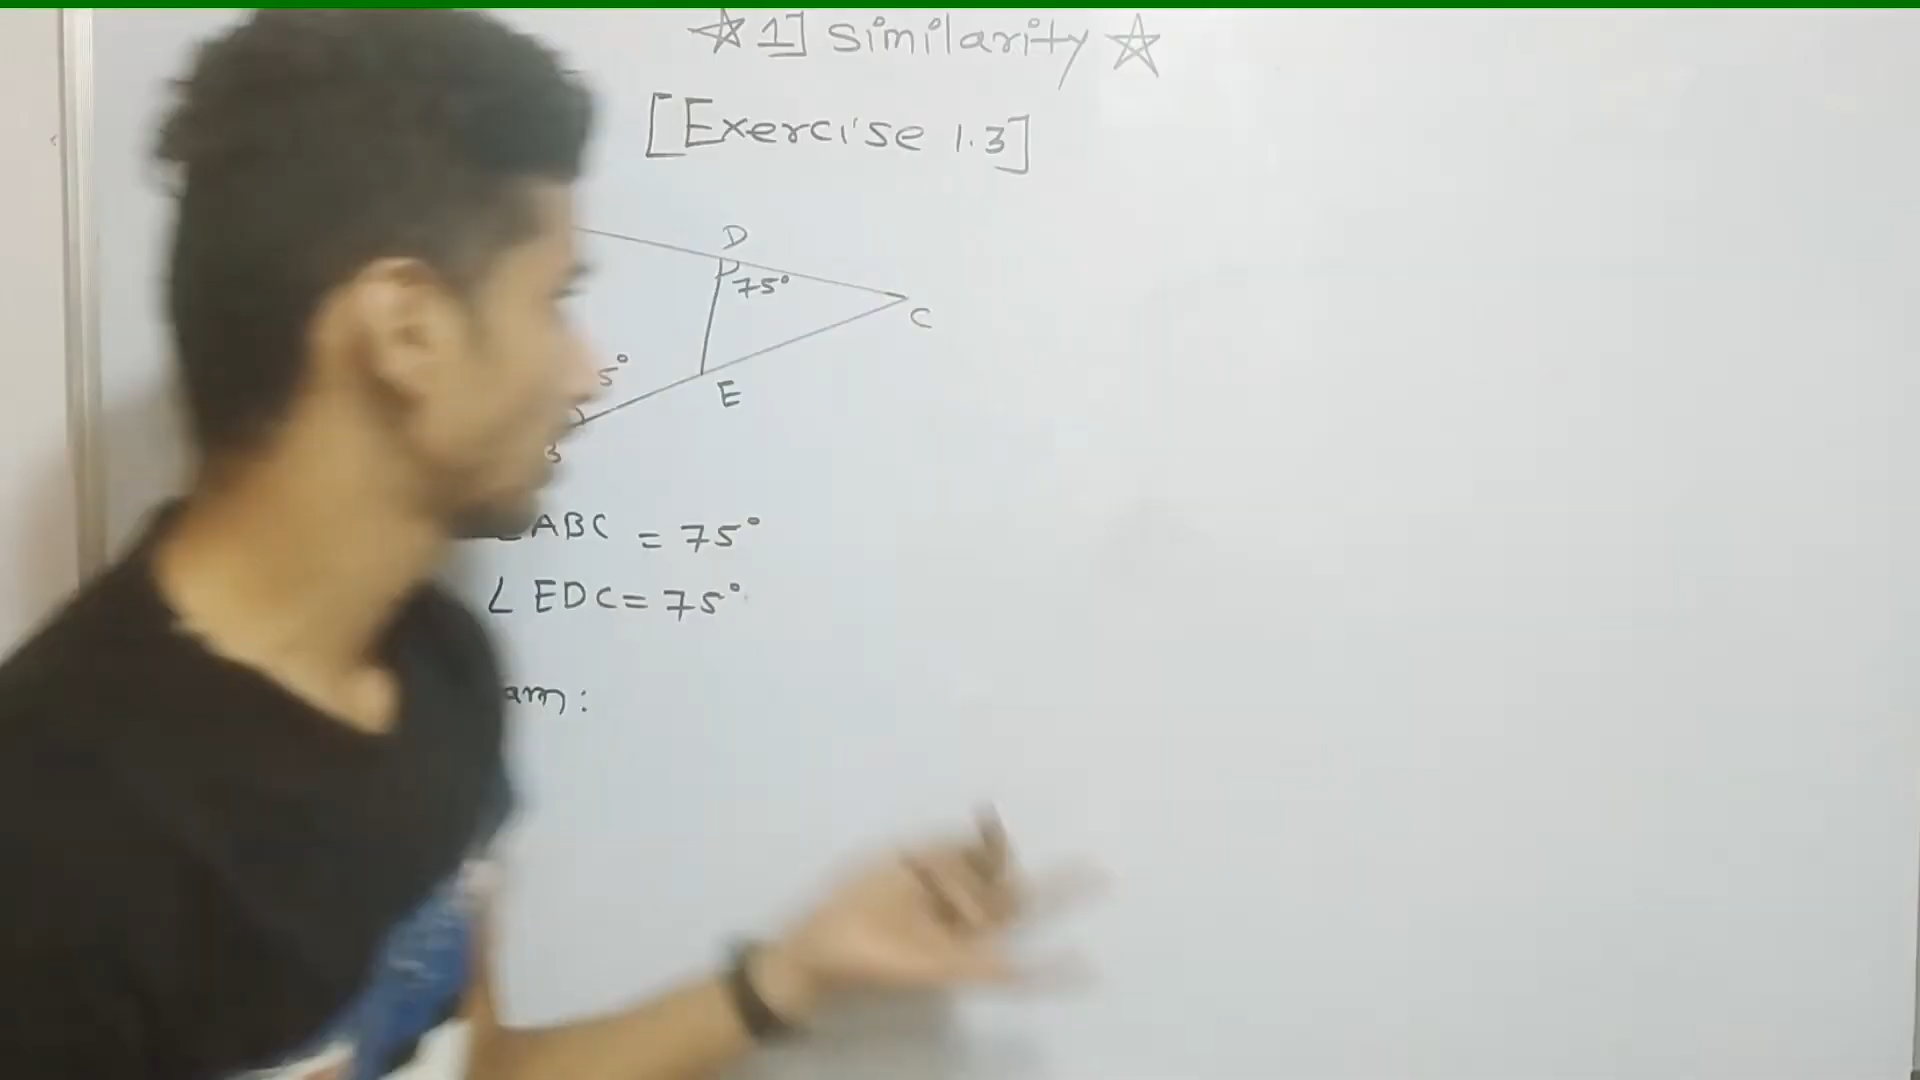 ☆ 1] Similarity ☆
[Exercise 1.3]
D
75°
C
5°
E
B
∠ABC = 75°
∠EDC = 75°
am: